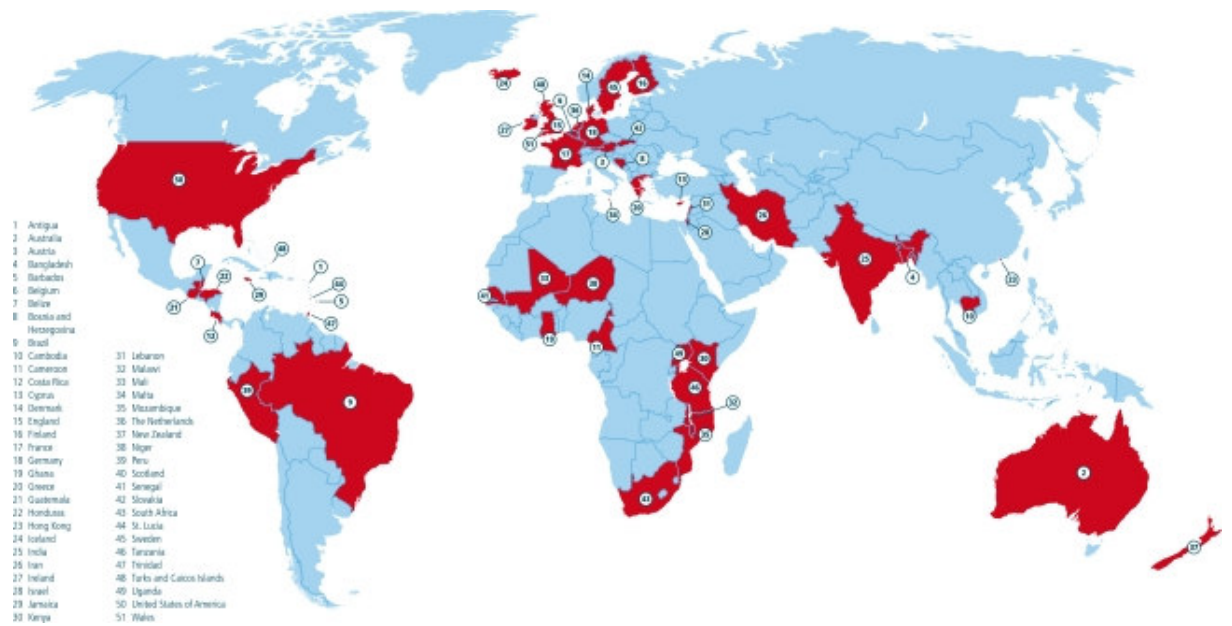 1 Antigua
2 Australia
3 Austria
4 Bangladesh
5 Barbados
6 Belgium
7 Belize
8 Bosnia and
Herzegovina
9 Brazil
10 Cambodia
11 Cameroon
12 Costa Rica
13 Cyprus
14 Denmark
15 England
16 Finland
17 France
18 Germany
19 Ghana
20 Greece
21 Guatemala
22 Honduras
23 Hong Kong
24 Iceland
25 India
26 Iran
27 Ireland
28 Israel
29 Jamaica
30 Kenya
31 Lebanon
32 Malawi
33 Mali
34 Malta
35 Mozambique
36 The Netherlands
37 New Zealand
38 Niger
39 Peru
40 Scotland
41 Senegal
42 Slovakia
43 South Africa
44 St. Lucia
45 Sweden
46 Tanzania
47 Trinidad
48 Turks and Caicos Islands
49 Uganda
50 United States of America
51 Wales